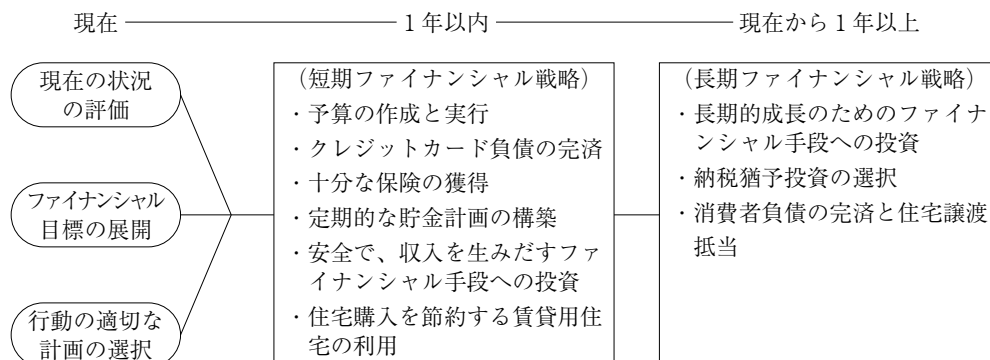 現在
1年以内
現在から1年以上
現在の状況
の評価
ファイナンシャル
目標の展開
行動の適切な
計画の選択
（短期ファイナンシャル戦略）
・予算の作成と実行
・クレジットカード負債の完済
・十分な保険の獲得
・定期的な貯金計画の構築
・安全で、収入を生みだすファ
イナンシャル手段への投資
・住宅購入を節約する賃貸用住
宅の利用
（長期ファイナンシャル戦略）
・長期的成長のためのファイナ
ンシャル手段への投資
・納税猶予投資の選択
・消費者負債の完済と住宅譲渡
抵当